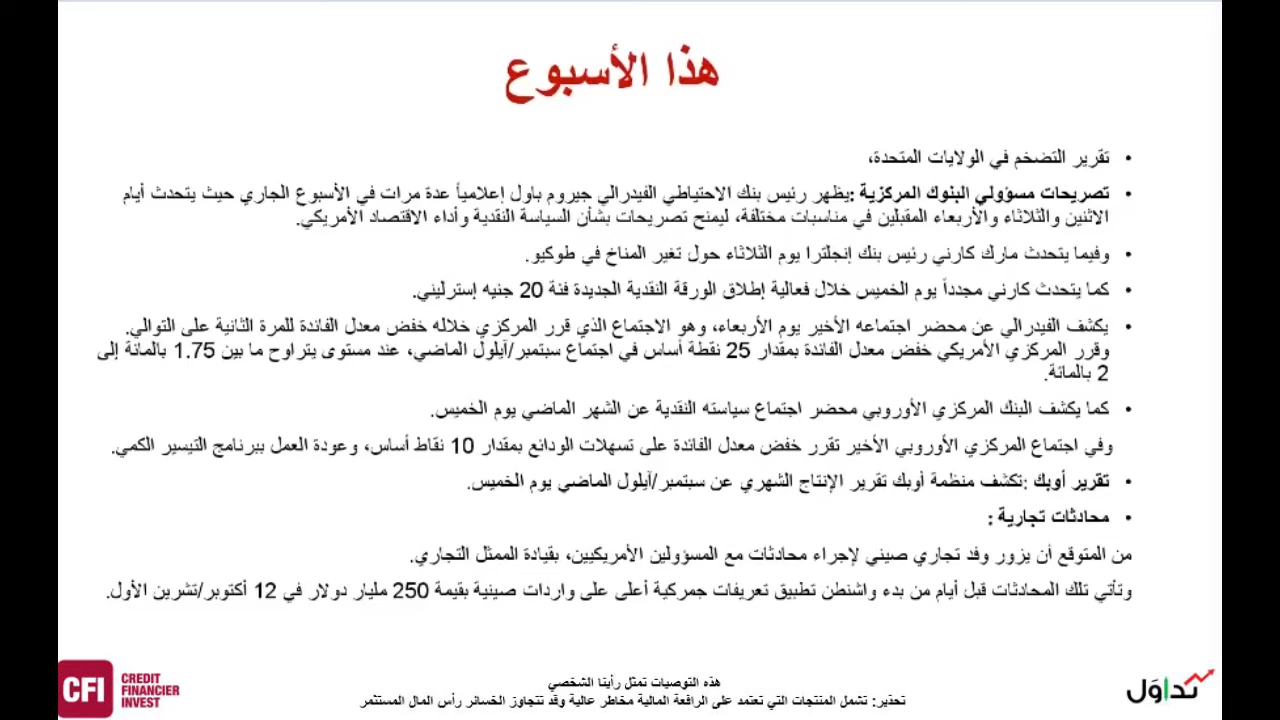 هذا الأسبوع
• تقرير التضخم في الولايات المتحدة،
• تصريحات مسؤولي البنوك المركزية :يظهر رئيس بنك الاحتياطي الفيدرالي جيروم باول إعلامياً عدة مرات في الأسبوع الجاري حيث يتحدث أيام
الاثنين والثلاثاء والأربعاء المقبلين في مناسبات مختلفة، ليمنح تصريحات بشأن السياسة النقدية وأداء الاقتصاد الأمريكي.
• وفيما يتحدث مارك كارني رئيس بنك إنجلترا يوم الثلاثاء حول تغير المناخ في طوكيو.
• كما يتحدث كارني مجدداً يوم الخميس خلال فعالية إطلاق الورقة النقدية الجديدة فئة 20 جنيه إسترليني.
• يكشف الفيدرالي عن محضر اجتماعه الأخير يوم الأربعاء، وهو الاجتماع الذي قرر المركزي خلاله خفض معدل الفائدة للمرة الثانية على التوالي.
وقرر المركزي الأمريكي خفض معدل الفائدة بمقدار 25 نقطة أساس في اجتماع سبتمبر/آيلول الماضي، عند مستوى يتراوح ما بين 1.75 بالمائة إلى
2 بالمائة.
• كما يكشف البنك المركزي الأوروبي محضر اجتماع سياسته النقدية عن الشهر الماضي يوم الخميس.
وفي اجتماع المركزي الأوروبي الأخير تقرر خفض معدل الفائدة على تسهلات الودائع بمقدار 10 نقاط أساس، وعودة العمل ببرنامج التيسير الكمي.
• تقرير أوبك :تكشف منظمة أوبك تقرير الإنتاج الشهري عن سبتمبر/آيلول الماضي يوم الخميس.
• محادثات تجارية :
من المتوقع أن يزور وفد تجاري صيني لإجراء محادثات مع المسؤولين الأمريكيين، بقيادة الممثل التجاري.
وتأتي تلك المحادثات قبل أيام من بدء واشنطن تطبيق تعريفات جمركية أعلى على واردات صينية بقيمة 250 مليار دولار في 12 أكتوبر/تشرين الأول.
هذه التوصيات تمثل رأينا الشخصي
تحذير: تشمل المنتجات التي تعتمد على الرافعة المالية مخاطر عالية وقد تتجاوز الخسائر رأس المال المستثمر
CFI
CREDIT
FINANCIER
INVEST
تداوَل